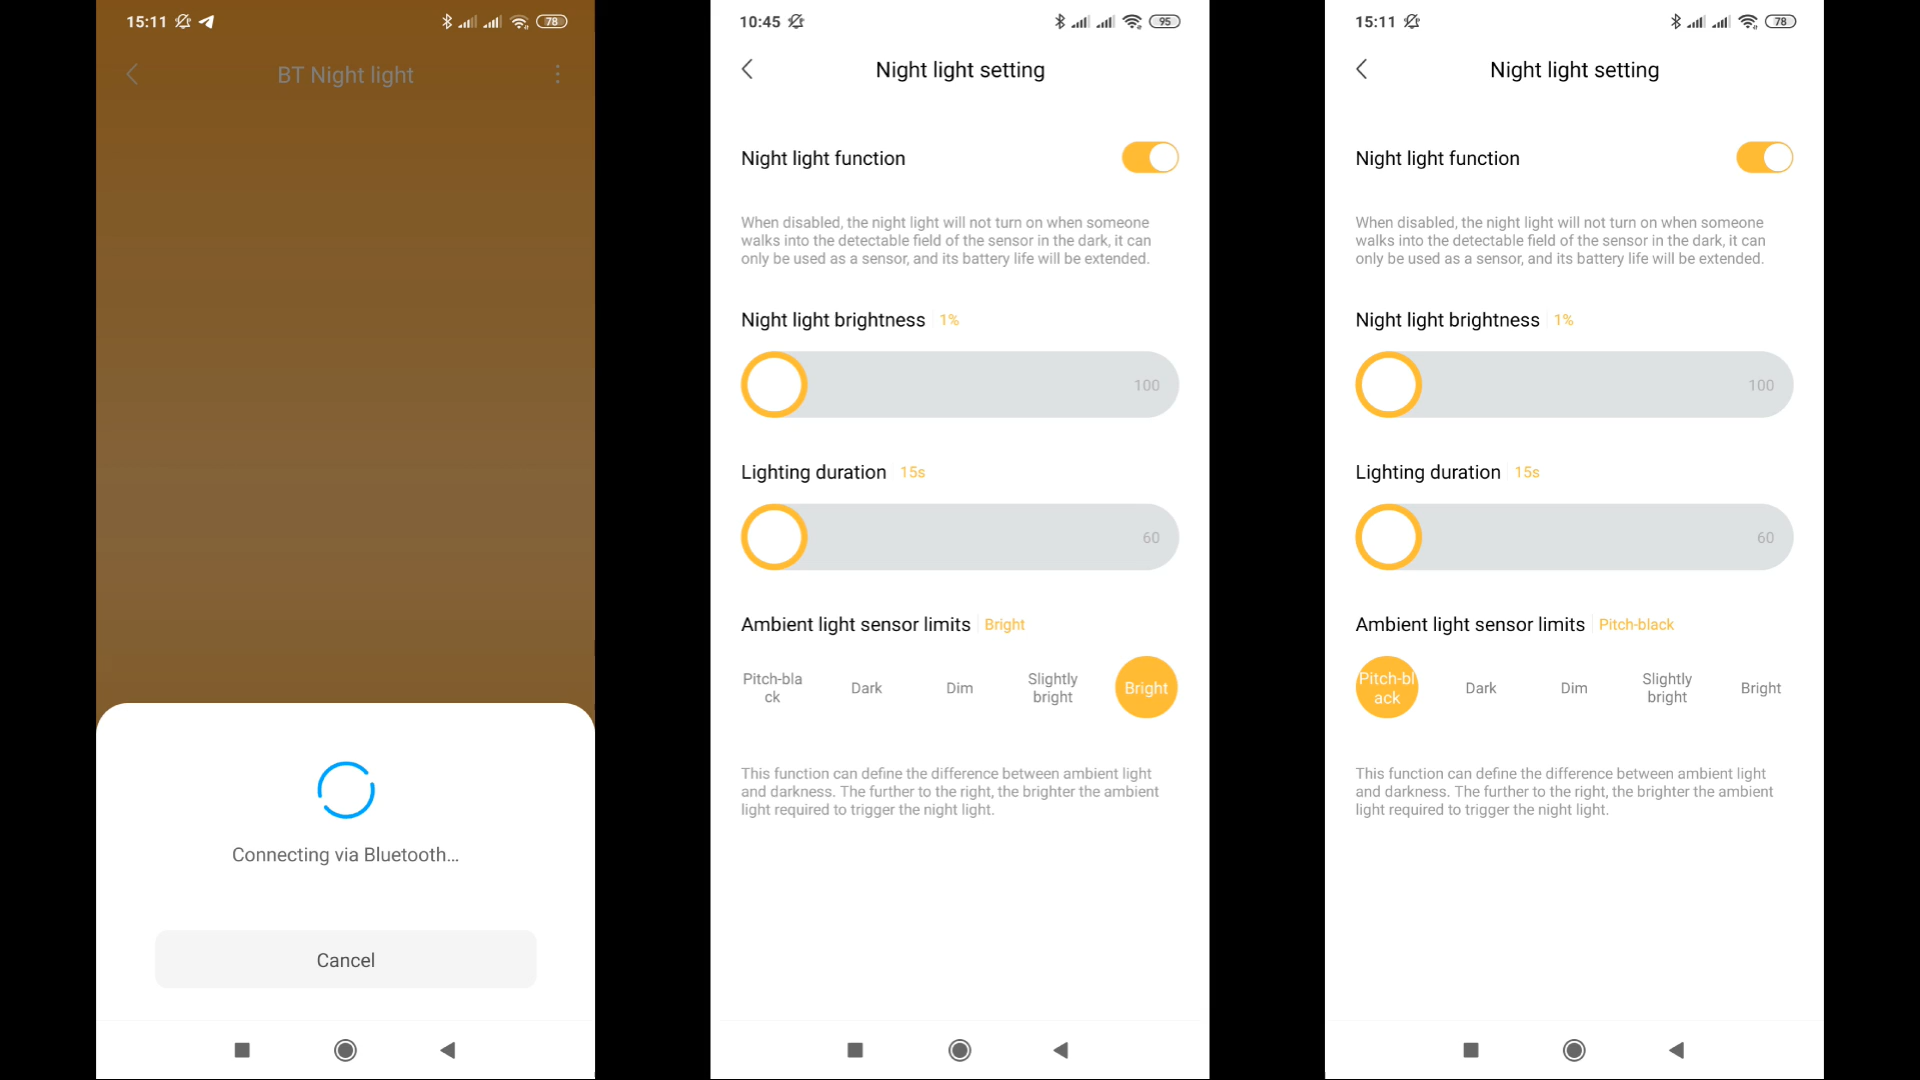 15:11
78
BT Night light
Connecting via Bluetooth...
Cancel
10:45
95
Night light setting
Night light function
When disabled, the night light will not turn on when someone
walks into the detectable field of the sensor in the dark, it can
only be used as a sensor, and its battery life will be extended.
Night light brightness 1%
100
Lighting duration 15s
60
Ambient light sensor limits Bright
Pitch-bla
ck
Dark
Dim
Slightly
bright
Bright
This function can define the difference between ambient light
and darkness. The further to the right, the brighter the ambient
light required to trigger the night light.
15:11
78
Night light setting
Night light function
When disabled, the night light will not turn on when someone
walks into the detectable field of the sensor in the dark, it can
only be used as a sensor, and its battery life will be extended.
Night light brightness 1%
100
Lighting duration 15s
60
Ambient light sensor limits Pitch-black
Pitch-bl
ack
Dark
Dim
Slightly
bright
Bright
This function can define the difference between ambient light
and darkness. The further to the right, the brighter the ambient
light required to trigger the night light.